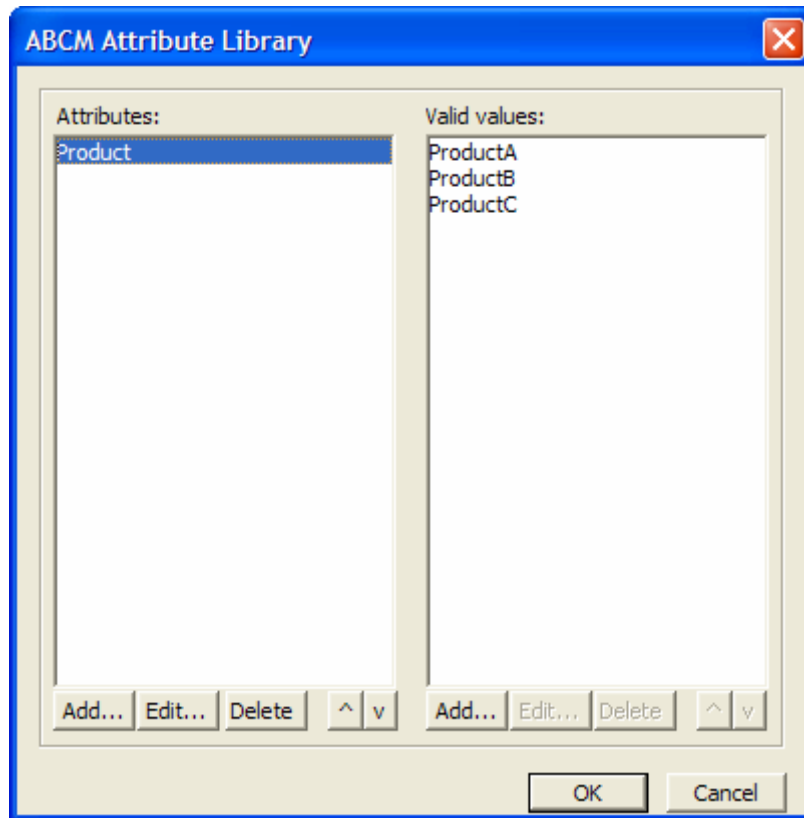 ABCM Attribute Library
Attributes:
Product
Add... Edit... Delete ^ v
Valid values:
ProductA
ProductB
ProductC
Add... Edit... Delete ^ v
OK Cancel